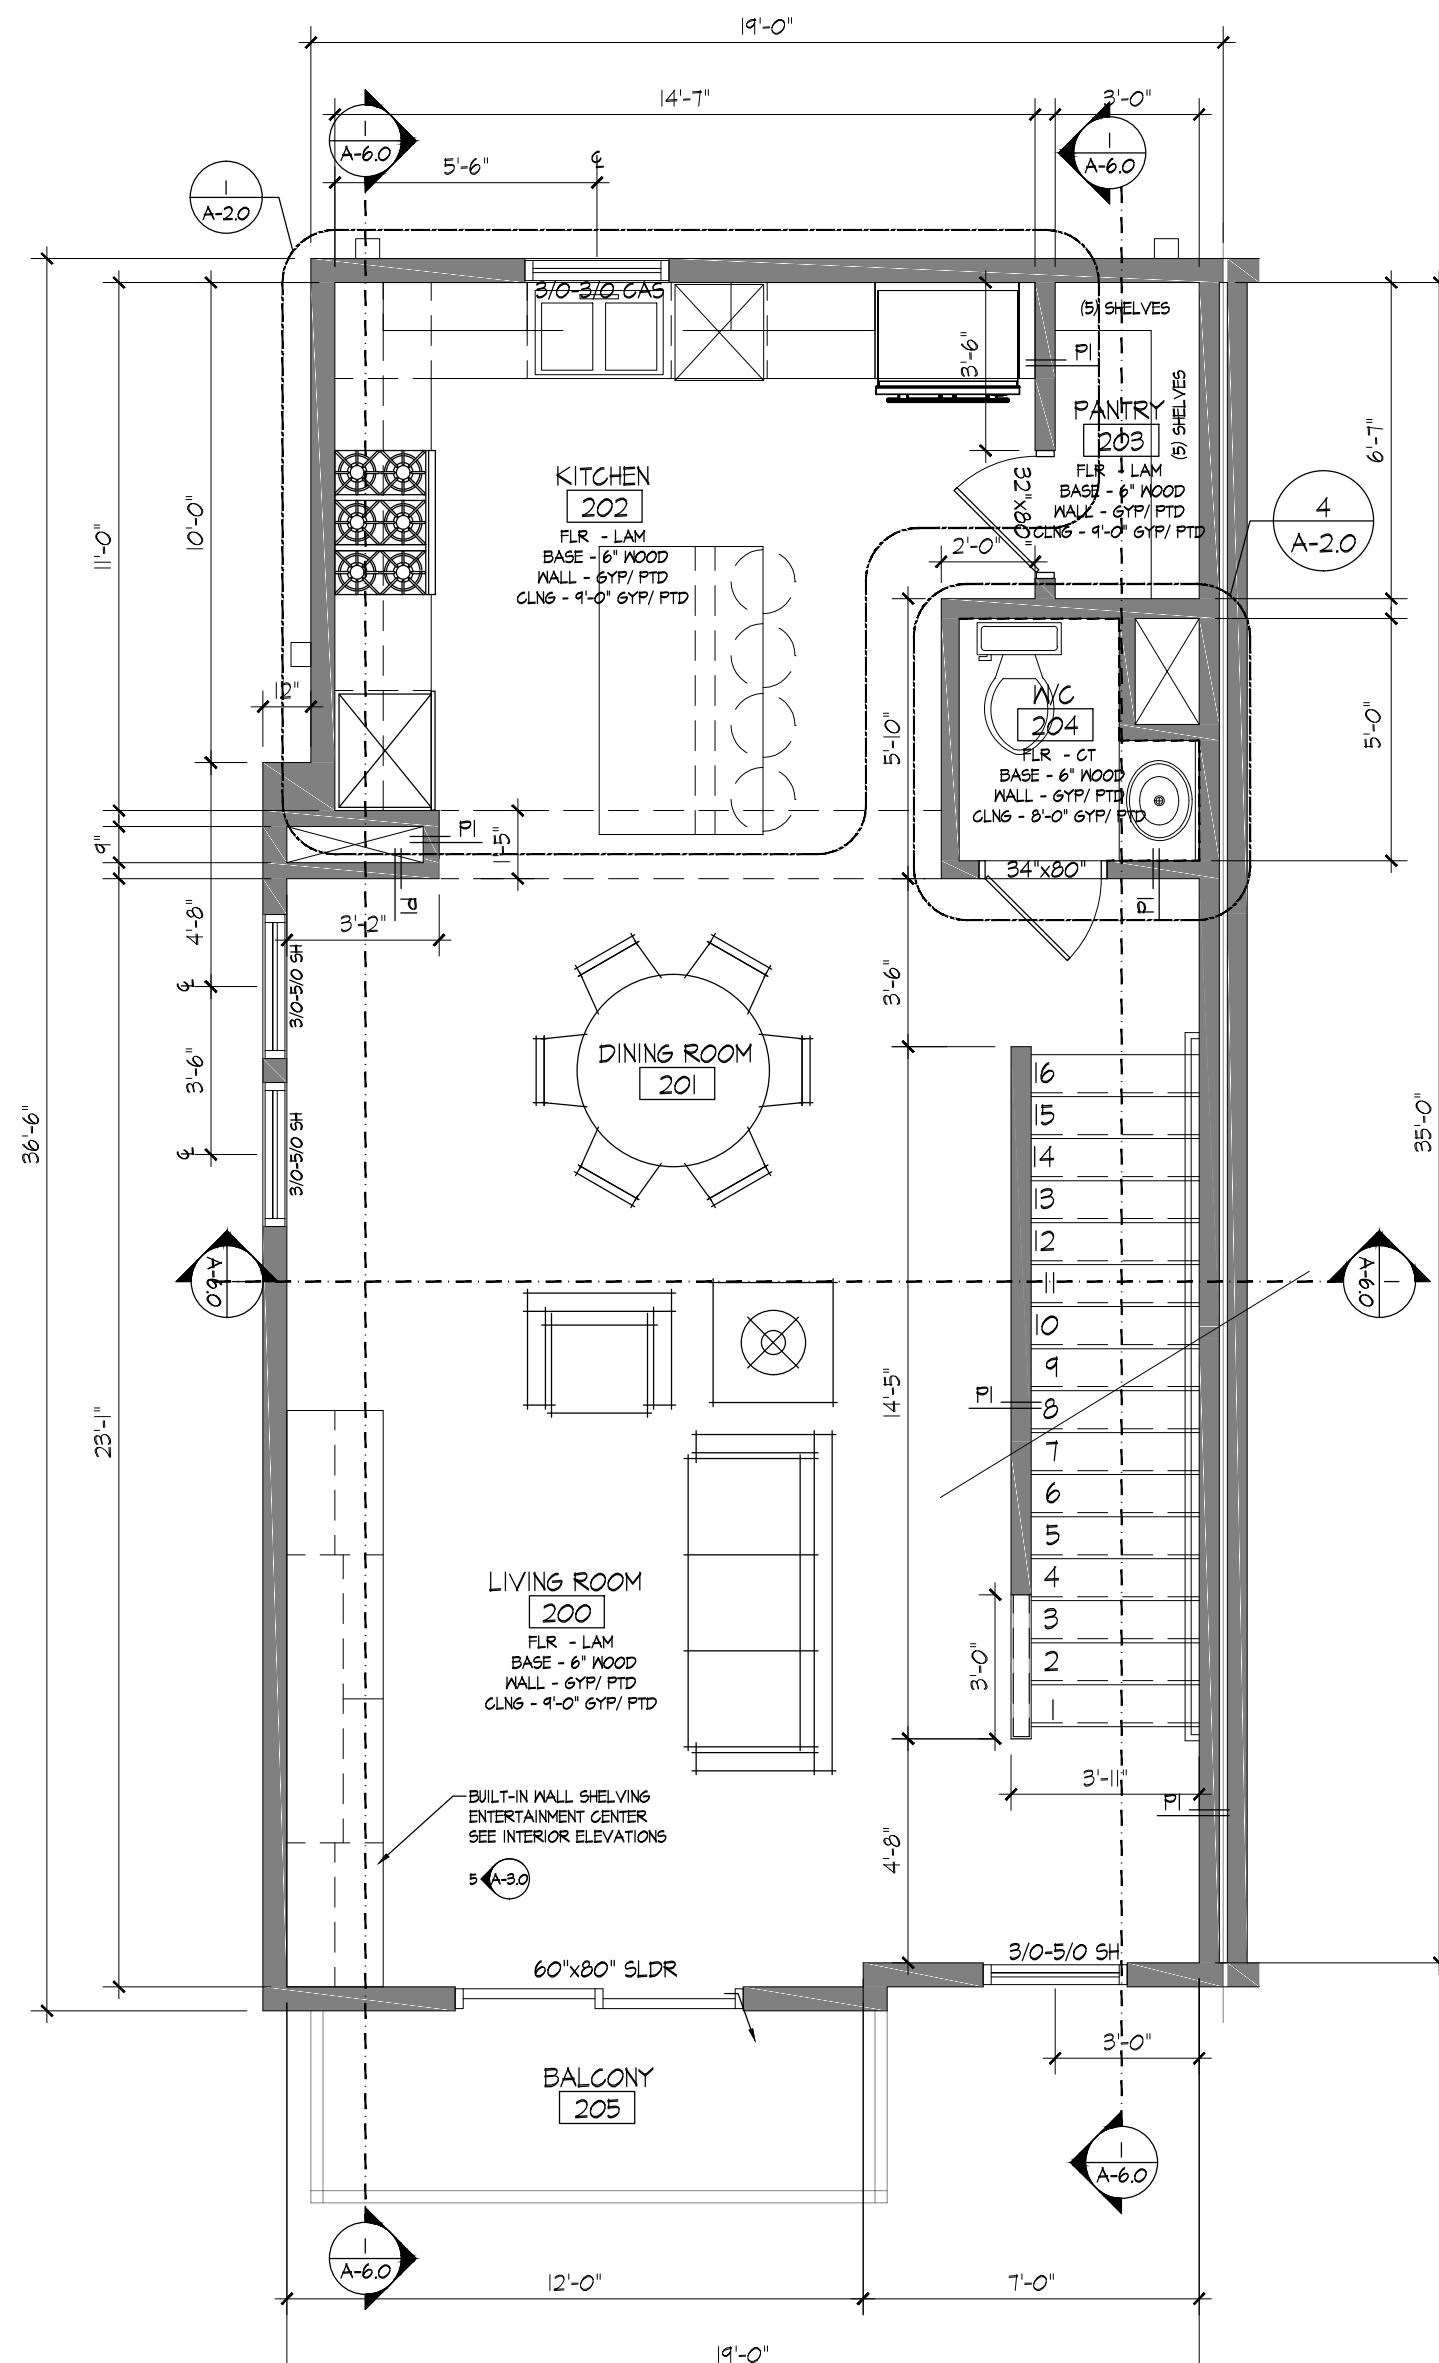 19'-0"
14'-7"
3'-0"
1
A-6.0
1
A-6.0
5'-6"
℄
1
A-2.0
3/0-3/0 CAS
(5) SHELVES
3'-6"
P1
(5) SHELVES
PANTRY
203
FLR - LAM
BASE - 6" WOOD
WALL - GYP/ PTD
CLNG - 9'-0" GYP/ PTD
6'-7"
KITCHEN
202
FLR - LAM
BASE - 6" WOOD
WALL - GYP/ PTD
CLNG - 9'-0" GYP/ PTD
32"x80"
2'-0"
4
A-2.0
11'-0"
10'-0"
12"
5'-10"
W/C
204
FLR - CT
BASE - 6" WOOD
WALL - GYP/ PTD
CLNG - 8'-0" GYP/ PTD
5'-0"
9"
P1
1'-5"
P1
3'-2"
34"x80"
P1
4'-8"
℄
3/0-5/0 SH
3'-6"
3'-6"
℄
3/0-5/0 SH
DINING ROOM
201
36'-6"
35'-0"
16
15
14
13
12
11
10
9
8
7
6
5
4
3
2
1
1
A-6.0
1
A-6.0
23'-1"
14'-5"
P1
LIVING ROOM
200
FLR - LAM
BASE - 6" WOOD
WALL - GYP/ PTD
CLNG - 9'-0" GYP/ PTD
3'-0"
3'-11"
P1
BUILT-IN WALL SHELVING
ENTERTAINMENT CENTER
SEE INTERIOR ELEVATIONS
5 A-3.0
4'-8"
60"x80" SLDR
3/0-5/0 SH
3'-0"
BALCONY
205
1
A-6.0
1
A-6.0
12'-0"
7'-0"
19'-0"